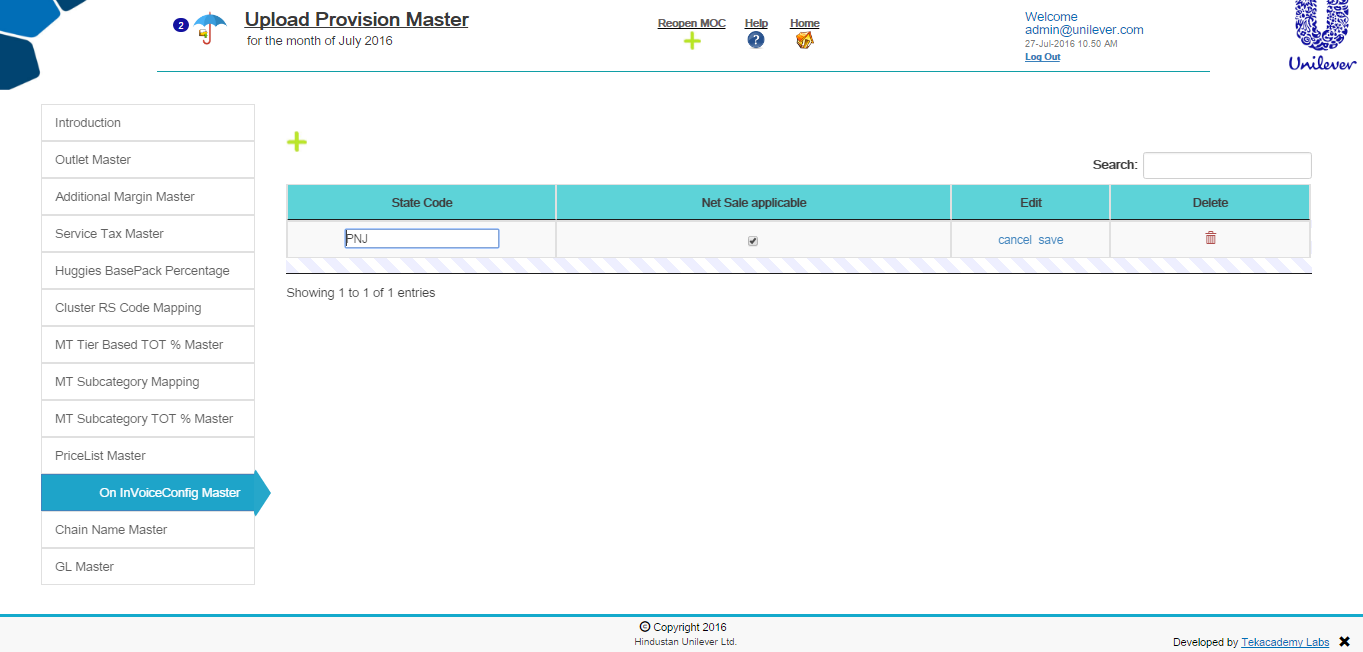 2
Upload Provision Master
for the month of July 2016
Reopen MOC
Help
?
Home
Welcome
admin@unilever.com
27-Jul-2016 10.50 AM
Log Out
Unilever
Introduction
Outlet Master
Additional Margin Master
Service Tax Master
Huggies BasePack Percentage
Cluster RS Code Mapping
MT Tier Based TOT % Master
MT Subcategory Mapping
MT Subcategory TOT % Master
PriceList Master
On InVoiceConfig Master
Chain Name Master
GL Master
Search:
State Code Net Sale applicable Edit Delete
PNJ cancel save
Showing 1 to 1 of 1 entries
© Copyright 2016
Hindustan Unilever Ltd.
Developed by Tekacademy Labs